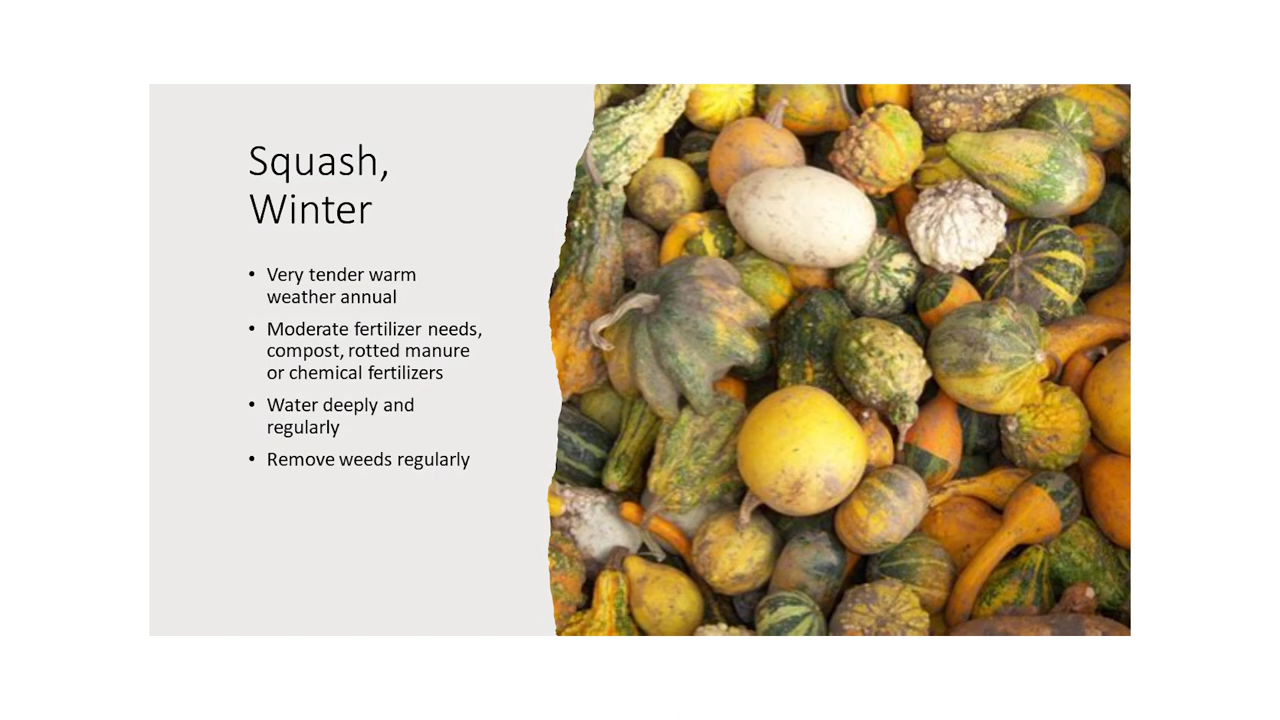 Squash,
Winter
• Very tender warm
weather annual
• Moderate fertilizer needs,
compost, rotted manure
or chemical fertilizers
• Water deeply and
regularly
• Remove weeds regularly